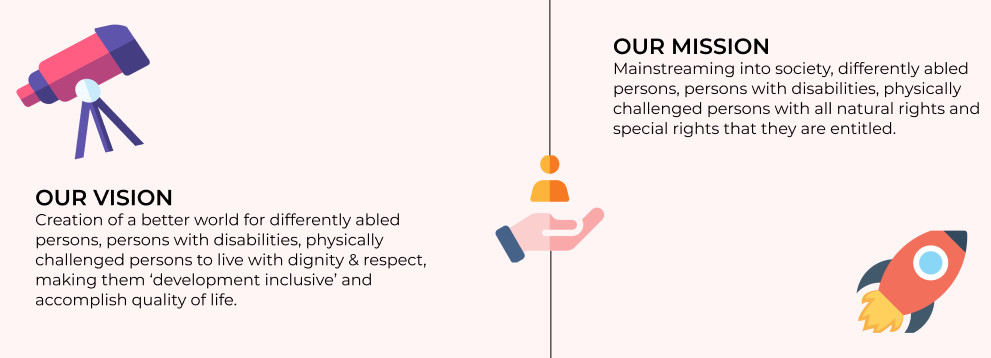 OUR MISSION
Mainstreaming into society, differently abled
persons, persons with disabilities, physically
challenged persons with all natural rights and
special rights that they are entitled.
OUR VISION
Creation of a better world for differently abled
persons, persons with disabilities, physically
challenged persons to live with dignity & respect,
making them ‘development inclusive’ and
accomplish quality of life.